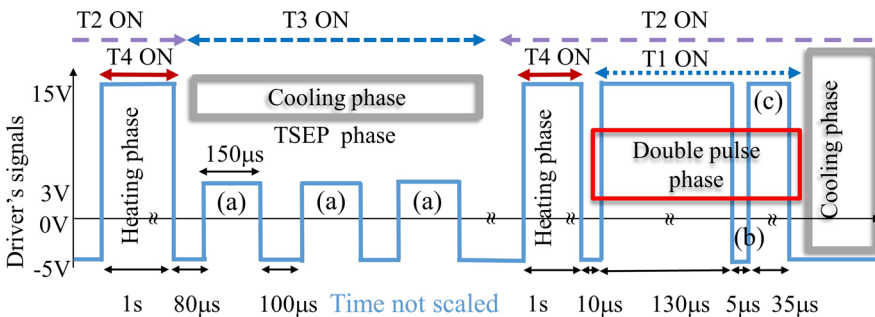 T2 ON T3 ON T2 ON
T4 ON T4 ON T1 ON
15V
Cooling phase
(c)
TSEP phase
150μs
Double pulse
phase
3V
(a) (a) (a)
0V
(b)
-5V
Driver's signals
Heating phase
Heating phase
Cooling phase
≈ ≈ ≈ ≈ ≈
1s 80μs 100μs Time not scaled 1s 10μs 130μs 5μs 35μs